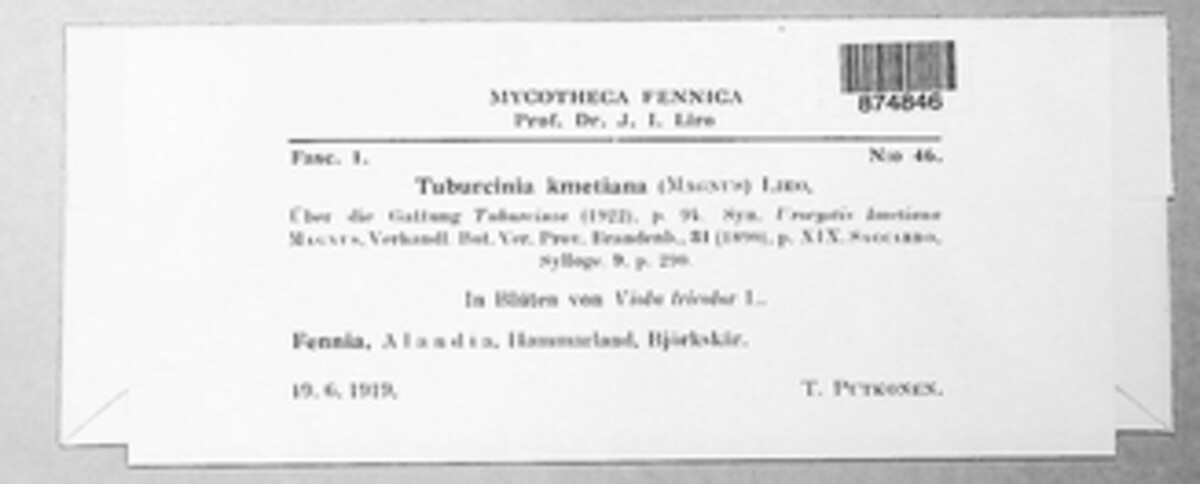 874846
MYCOTHECA FENNICA
Prof. Dr. J. I. Liro
Fasc. 1. N:o 46.
Tuburcinia kmetiana (MAGNUS) LIRO,
Über die Gattung Tuburcinia (1922), p. 94. Syn. Urocystis kmetiana
MAGNUS, Verhandl. Bot. Ver. Prov. Brandenb., 31 (1890), p. XIX. SACCARDO,
Sylloge. 9, p. 290.
In Blüten von Viola tricolor L.
Fennia, Alandia, Hammarland, Björkskär.
19. 6. 1919. T. PUTKONEN.